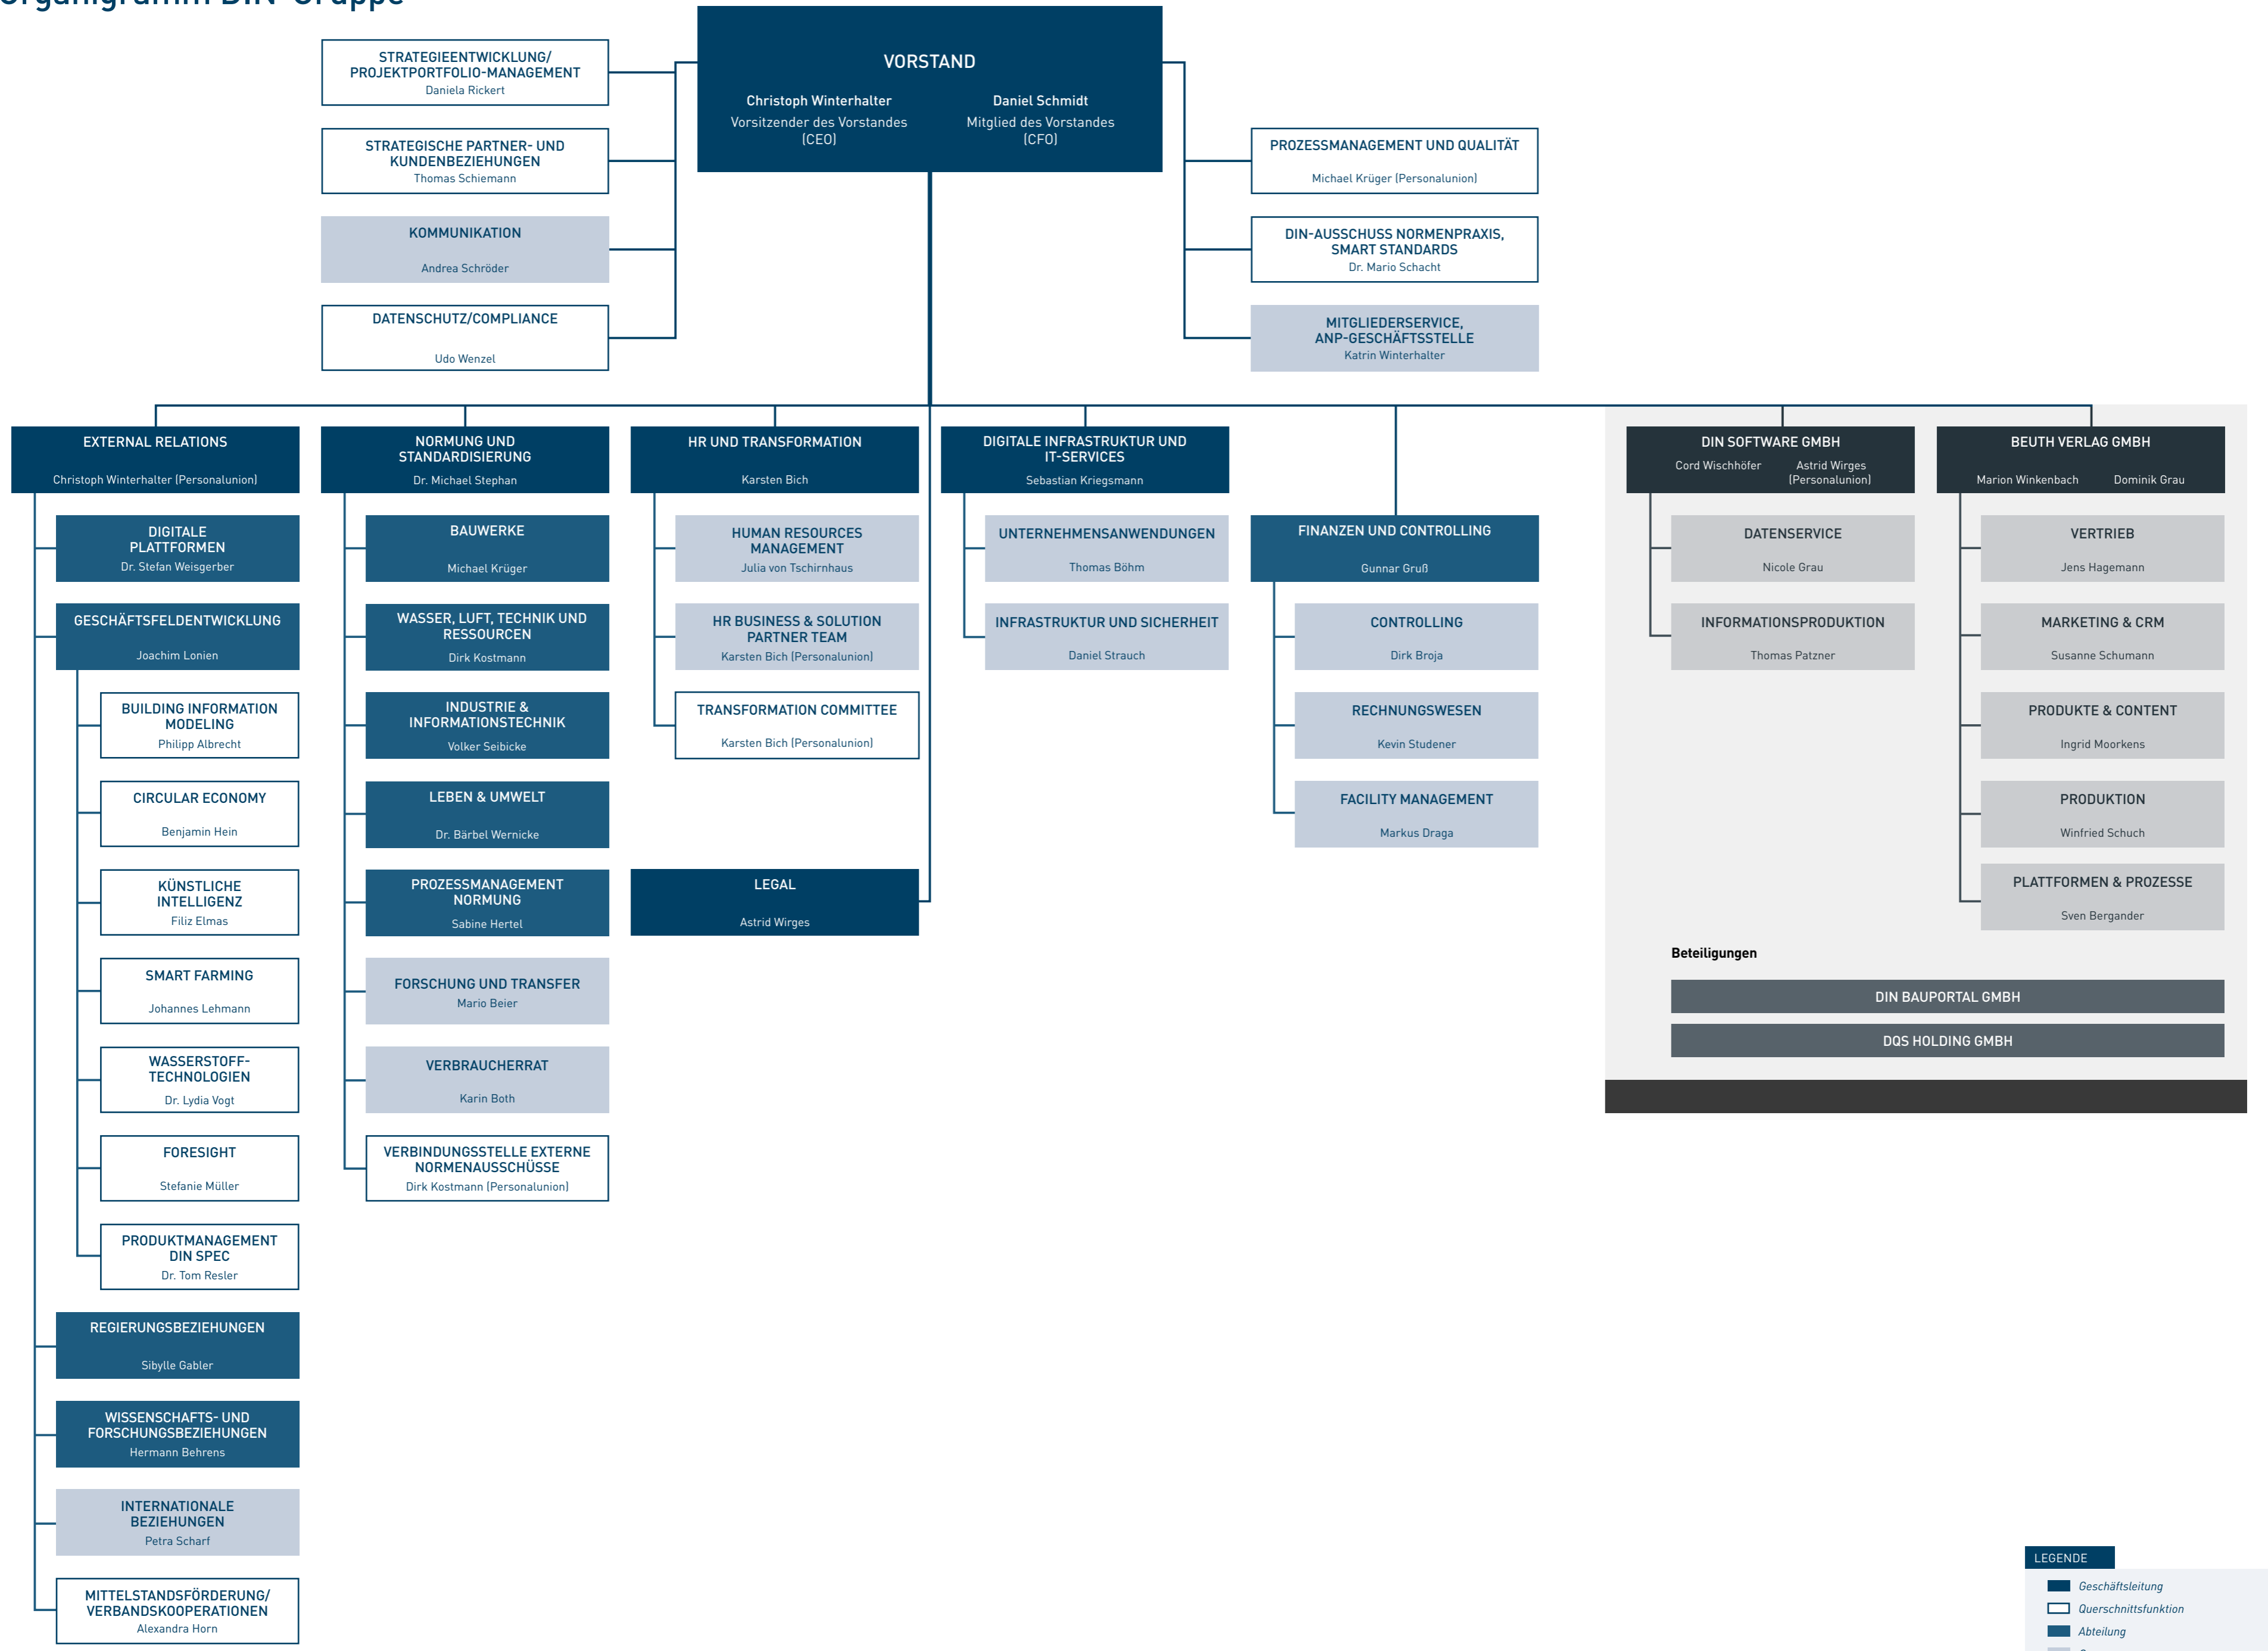 Organigramm DIN-Gruppe
VORSTAND
Christoph Winterhalter
Vorsitzender des Vorstandes
(CEO)
Daniel Schmidt
Mitglied des Vorstandes
(CFO)
STRATEGIEENTWICKLUNG/
PROJEKTPORTFOLIO-MANAGEMENT
Daniela Rickert
STRATEGISCHE PARTNER- UND
KUNDENBEZIEHUNGEN
Thomas Schiemann
KOMMUNIKATION
Andrea Schröder
DATENSCHUTZ/COMPLIANCE
Udo Wenzel
PROZESSMANAGEMENT UND QUALITÄT
Michael Krüger (Personalunion)
DIN-AUSSCHUSS NORMENPRAXIS,
SMART STANDARDS
Dr. Mario Schacht
MITGLIEDERSERVICE,
ANP-GESCHÄFTSSTELLE
Katrin Winterhalter
EXTERNAL RELATIONS
Christoph Winterhalter (Personalunion)
DIGITALE
PLATTFORMEN
Dr. Stefan Weisgerber
GESCHÄFTSFELDENTWICKLUNG
Joachim Lonien
BUILDING INFORMATION
MODELING
Philipp Albrecht
CIRCULAR ECONOMY
Benjamin Hein
KÜNSTLICHE
INTELLIGENZ
Filiz Elmas
SMART FARMING
Johannes Lehmann
WASSERSTOFF-
TECHNOLOGIEN
Dr. Lydia Vogt
FORESIGHT
Stefanie Müller
PRODUKTMANAGEMENT
DIN SPEC
Dr. Tom Resler
REGIERUNGSBEZIEHUNGEN
Sibylle Gabler
WISSENSCHAFTS- UND
FORSCHUNGSBEZIEHUNGEN
Hermann Behrens
INTERNATIONALE
BEZIEHUNGEN
Petra Scharf
MITTELSTANDSFÖRDERUNG/
VERBANDSKOOPERATIONEN
Alexandra Horn
NORMUNG UND
STANDARDISIERUNG
Dr. Michael Stephan
BAUWERKE
Michael Krüger
WASSER, LUFT, TECHNIK UND
RESSOURCEN
Dirk Kostmann
INDUSTRIE &
INFORMATIONSTECHNIK
Volker Seibicke
LEBEN & UMWELT
Dr. Bärbel Wernicke
PROZESSMANAGEMENT
NORMUNG
Sabine Hertel
FORSCHUNG UND TRANSFER
Mario Beier
VERBRAUCHERRAT
Karin Both
VERBINDUNGSSTELLE EXTERNE
NORMENAUSSCHÜSSE
Dirk Kostmann (Personalunion)
HR UND TRANSFORMATION
Karsten Bich
HUMAN RESOURCES
MANAGEMENT
Julia von Tschirnhaus
HR BUSINESS & SOLUTION
PARTNER TEAM
Karsten Bich (Personalunion)
TRANSFORMATION COMMITTEE
Karsten Bich (Personalunion)
LEGAL
Astrid Wirges
DIGITALE INFRASTRUKTUR UND
IT-SERVICES
Sebastian Kriegsmann
UNTERNEHMENSANWENDUNGEN
Thomas Böhm
INFRASTRUKTUR UND SICHERHEIT
Daniel Strauch
FINANZEN UND CONTROLLING
Gunnar Gruß
CONTROLLING
Dirk Broja
RECHNUNGSWESEN
Kevin Studener
FACILITY MANAGEMENT
Markus Draga
DIN SOFTWARE GMBH
Cord Wischhöfer
Astrid Wirges
(Personalunion)
DATENSERVICE
Nicole Grau
INFORMATIONSPRODUKTION
Thomas Patzner
BEUTH VERLAG GMBH
Marion Winkenbach
Dominik Grau
VERTRIEB
Jens Hagemann
MARKETING & CRM
Susanne Schumann
PRODUKTE & CONTENT
Ingrid Moorkens
PRODUKTION
Winfried Schuch
PLATTFORMEN & PROZESSE
Sven Bergander
Beteiligungen
DIN BAUPORTAL GMBH
DQS HOLDING GMBH
LEGENDE
Geschäftsleitung
Querschnittsfunktion
Abteilung